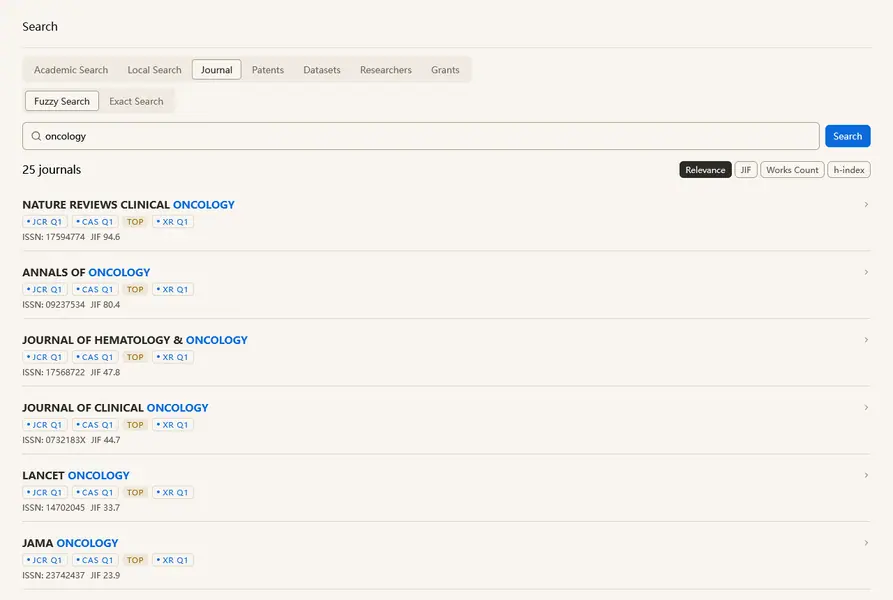 Search
Academic Search Local Search Journal Patents Datasets Researchers Grants
Fuzzy Search Exact Search
oncology Search
25 journals Relevance JIF Works Count h-index
NATURE REVIEWS CLINICAL ONCOLOGY
• JCR Q1 • CAS Q1 TOP • XR Q1
ISSN: 17594774 JIF 94.6
ANNALS OF ONCOLOGY
• JCR Q1 • CAS Q1 TOP • XR Q1
ISSN: 09237534 JIF 80.4
JOURNAL OF HEMATOLOGY & ONCOLOGY
• JCR Q1 • CAS Q1 TOP • XR Q1
ISSN: 17568722 JIF 47.8
JOURNAL OF CLINICAL ONCOLOGY
• JCR Q1 • CAS Q1 TOP • XR Q1
ISSN: 0732183X JIF 44.7
LANCET ONCOLOGY
• JCR Q1 • CAS Q1 TOP • XR Q1
ISSN: 14702045 JIF 33.7
JAMA ONCOLOGY
• JCR Q1 • CAS Q1 TOP • XR Q1
ISSN: 23742437 JIF 23.9